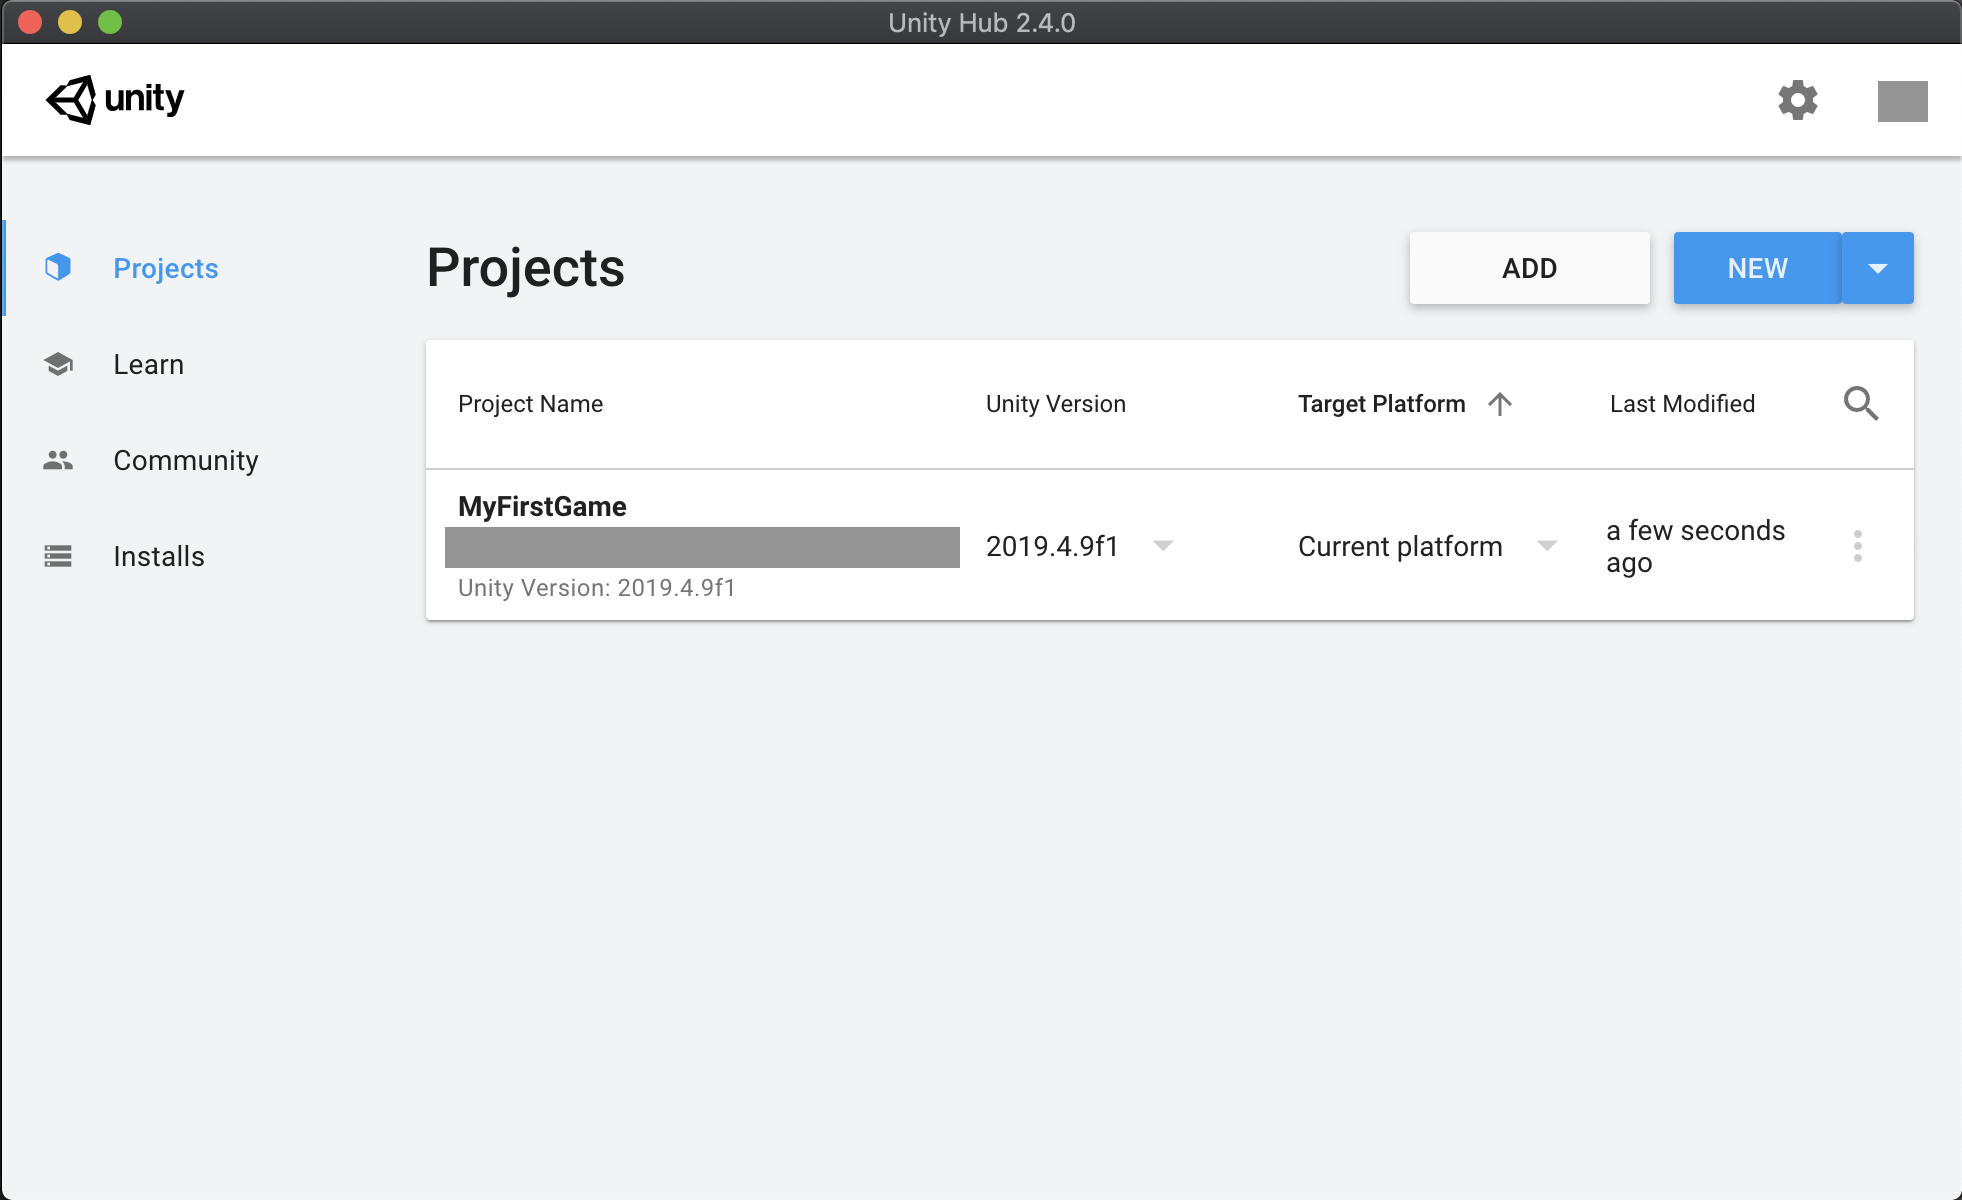 Unity Hub 2.4.0
unity
Projects
Learn
Community
Installs
Projects
ADD
NEW
Project Name
Unity Version
Target Platform
Last Modified
MyFirstGame
Unity Version: 2019.4.9f1
2019.4.9f1
Current platform
a few seconds
ago